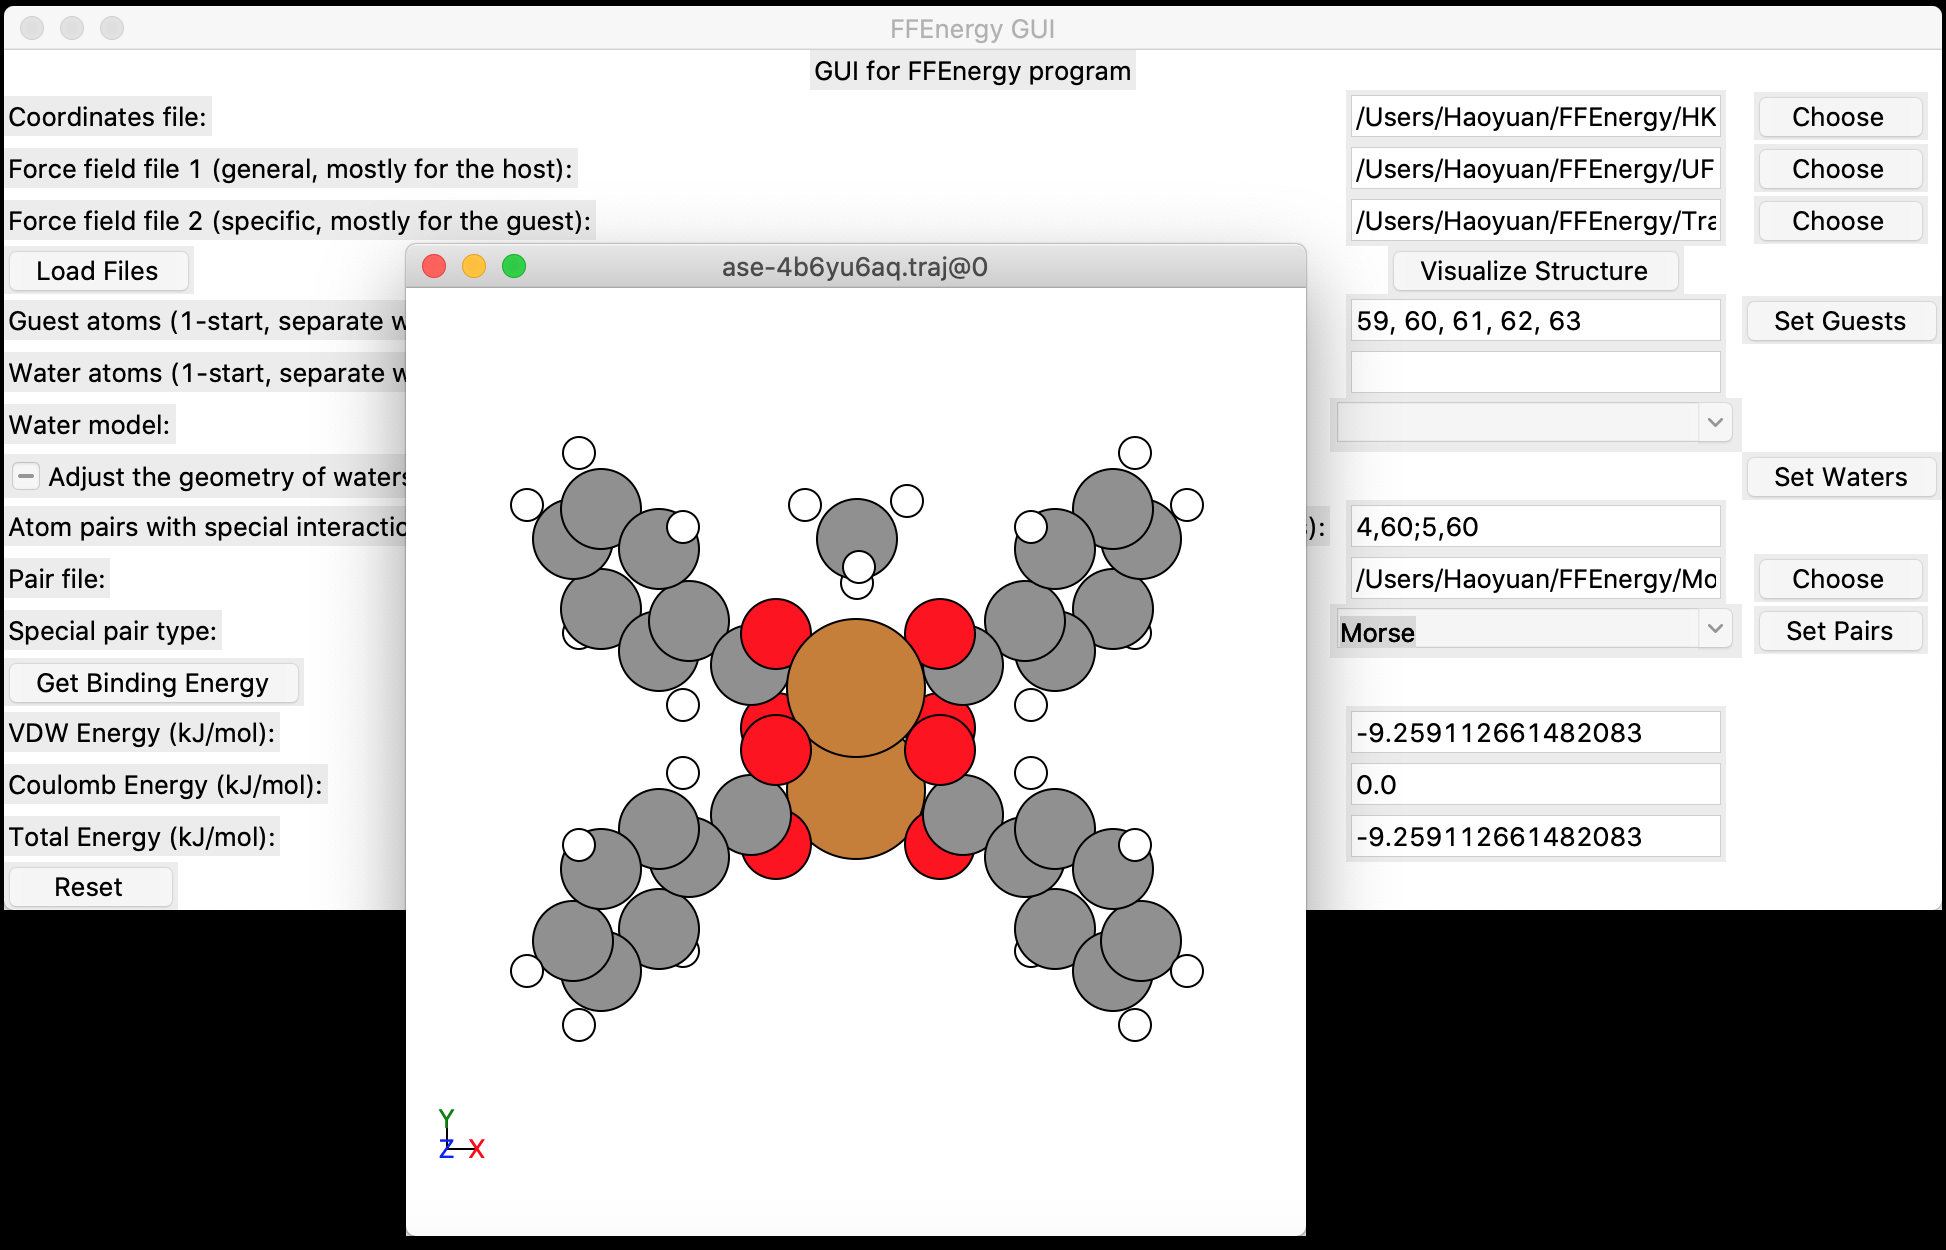 FFEnergy GUI
GUI for FFEnergy program
Coordinates file: /Users/Haoyuan/FFEnergy/HK Choose
Force field file 1 (general, mostly for the host): /Users/Haoyuan/FFEnergy/UF Choose
Force field file 2 (specific, mostly for the guest): /Users/Haoyuan/FFEnergy/Tra Choose
Load Files Visualize Structure
ase-4b6yu6aq.traj@0
Guest atoms (1-start, separate w 59, 60, 61, 62, 63 Set Guests
Water atoms (1-start, separate w
Water model:
Adjust the geometry of waters Set Waters
Atom pairs with special interactio ): 4,60;5,60
Pair file: /Users/Haoyuan/FFEnergy/Mo Choose
Special pair type: Morse Set Pairs
Get Binding Energy
VDW Energy (kJ/mol): -9.259112661482083
Coulomb Energy (kJ/mol): 0.0
Total Energy (kJ/mol): -9.259112661482083
Reset
Y
Z X